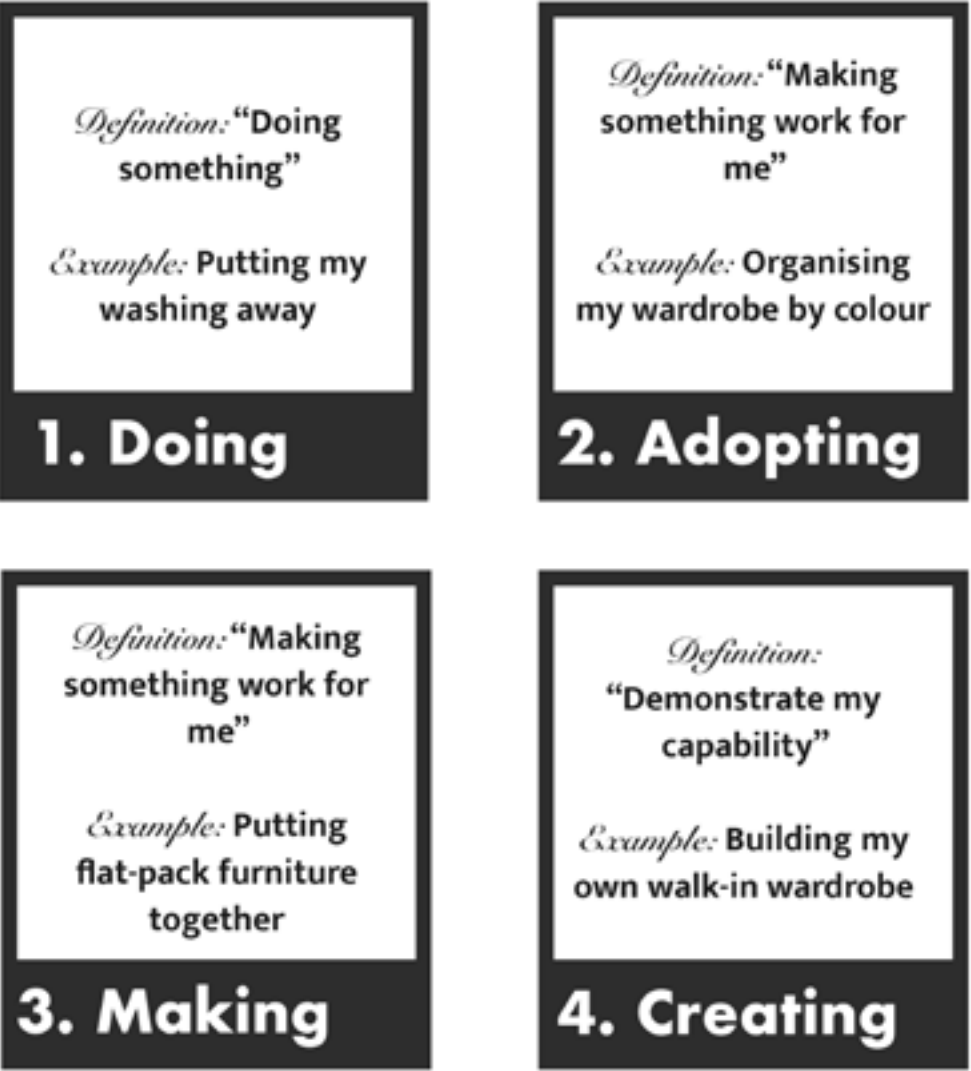 Definition: “Doing
something”
Example: Putting my
washing away
1. Doing
Definition: “Making
something work for
me”
Example: Organising
my wardrobe by colour
2. Adopting
Definition: “Making
something work for
me”
Example: Putting
flat-pack furniture
together
3. Making
Definition:
“Demonstrate my
capability”
Example: Building my
own walk-in wardrobe
4. Creating